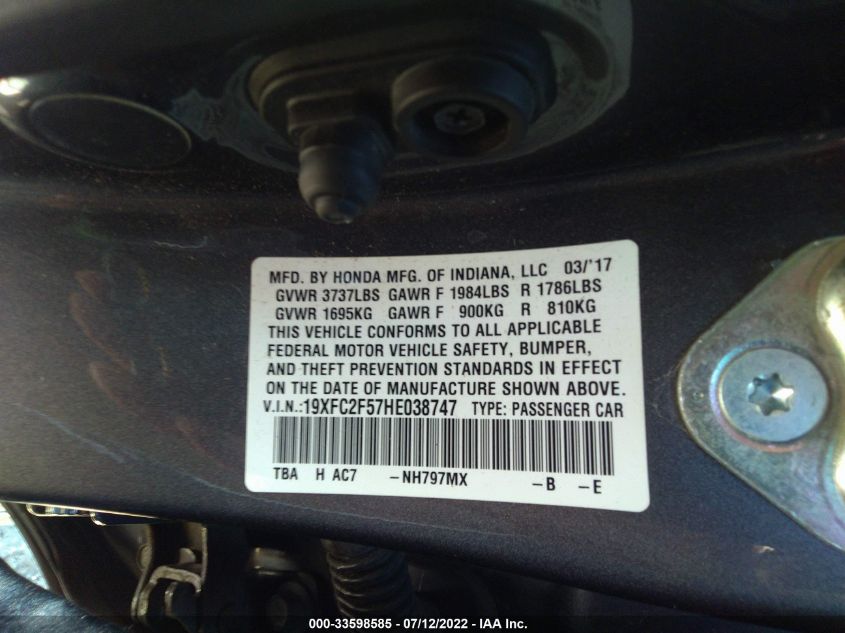 MFD. BY HONDA MFG. OF INDIANA, LLC 03/'17
GVWR 3737LBS GAWR F 1984LBS R 1786LBS
GVWR 1695KG GAWR F 900KG R 810KG
THIS VEHICLE CONFORMS TO ALL APPLICABLE
FEDERAL MOTOR VEHICLE SAFETY, BUMPER,
AND THEFT PREVENTION STANDARDS IN EFFECT
ON THE DATE OF MANUFACTURE SHOWN ABOVE.
V.I.N.:19XFC2F57HE038747 TYPE: PASSENGER CAR
TBA H AC7 -NH797MX -B -E
000-33598585 - 07/12/2022 - IAA Inc.